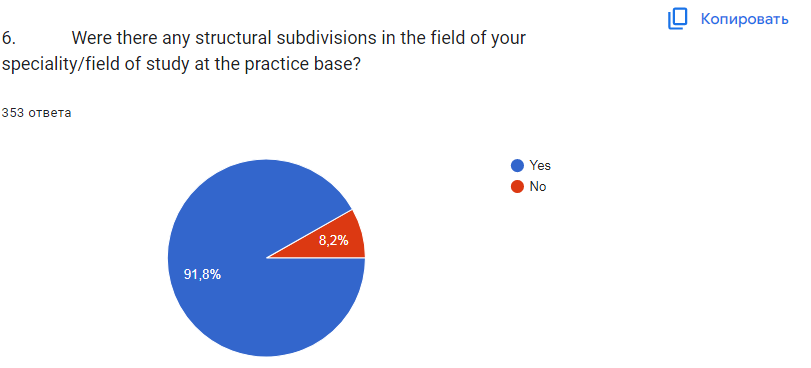 Копировать
6. Were there any structural subdivisions in the field of your
speciality/field of study at the practice base?
353 ответа
Yes
No
8,2%
91,8%